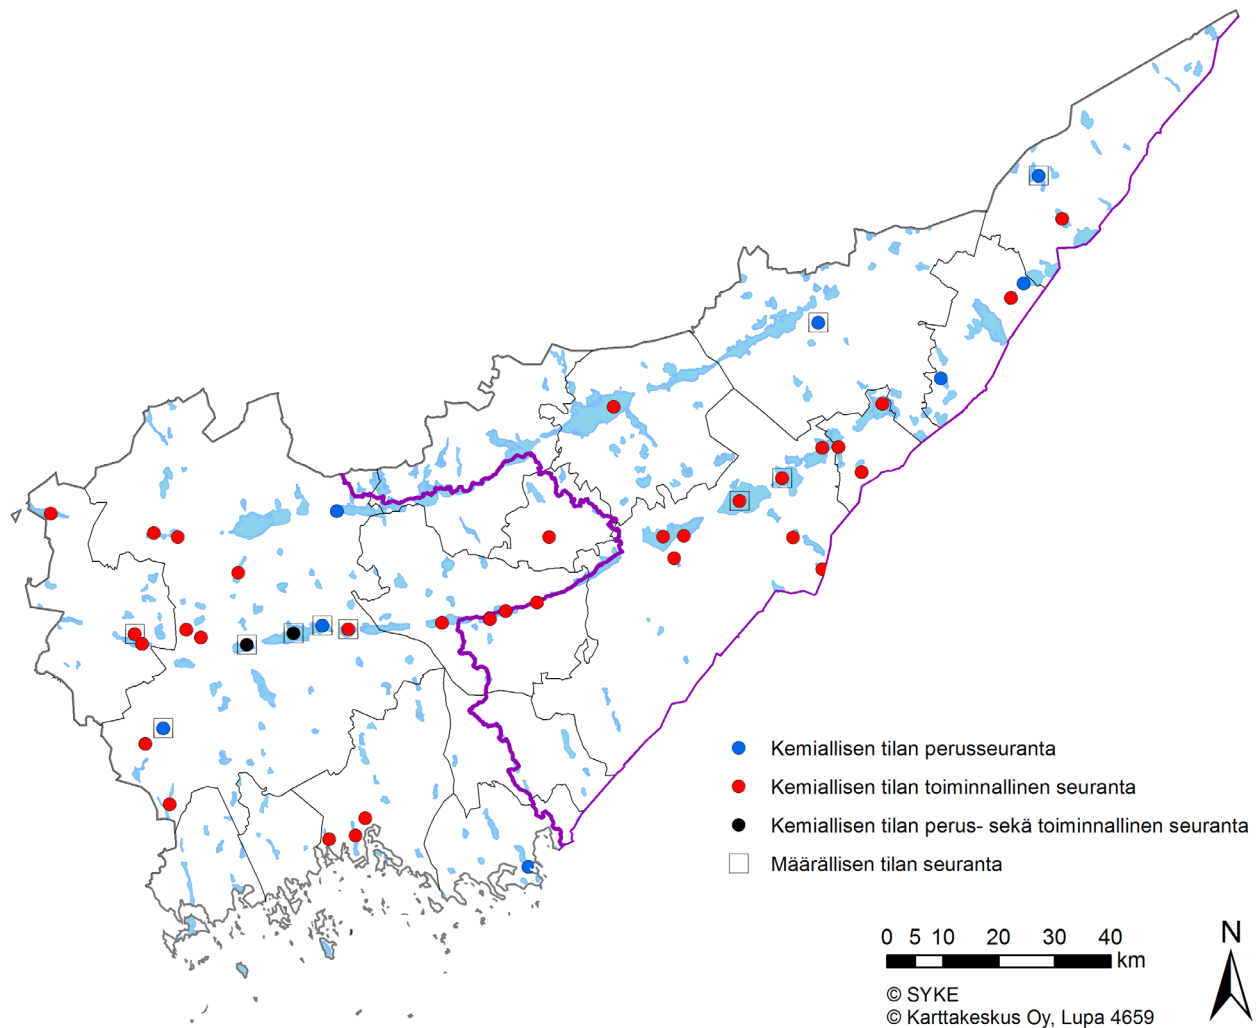 Kemiallisen tilan perusseuranta
Kemiallisen tilan toiminnallinen seuranta
Kemiallisen tilan perus- sekä toiminnallinen seuranta
Määrällisen tilan seuranta
N
0 5 10 20 30 40
km
© SYKE
© Karttakeskus Oy, Lupa 4659